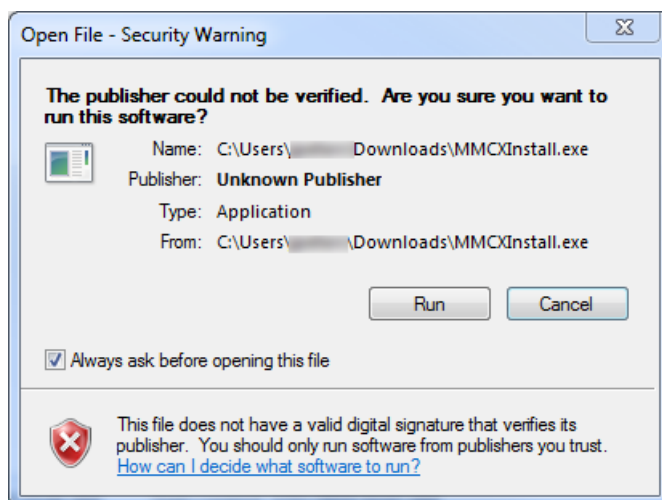 Open File - Security Warning
The publisher could not be verified. Are you sure you want to
run this software?
Name: C:\Users\ Downloads\MMCXInstall.exe
Publisher: Unknown Publisher
Type: Application
From: C:\Users\ \Downloads\MMCXInstall.exe
Run Cancel
Always ask before opening this file
This file does not have a valid digital signature that verifies its
publisher. You should only run software from publishers you trust.
How can I decide what software to run?